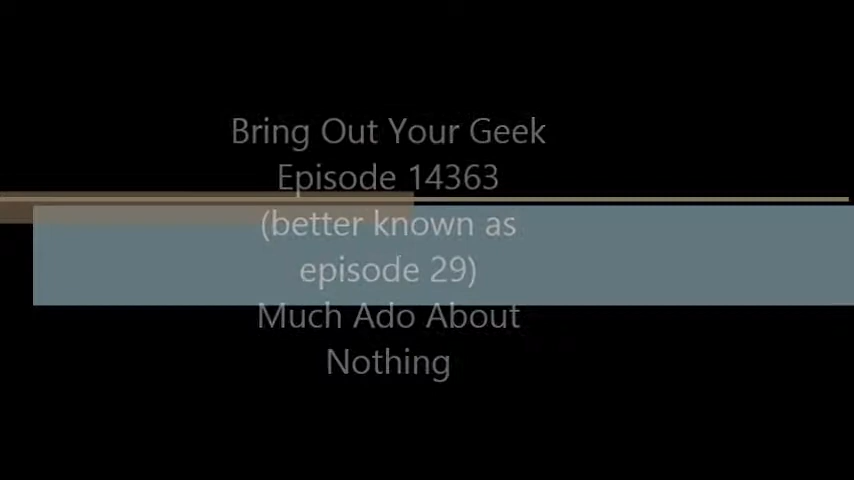 Bring Out Your Geek
Episode 14363
(better known as
episode 29)
Much Ado About
Nothing